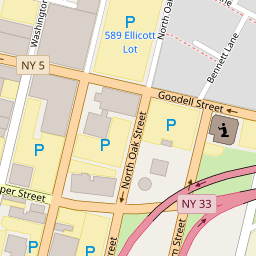 Washington
P
589 Ellicott
Lot
North Oak
Bennett Lane
NY 5
Goodell Street
P
P
P
North Oak Street
per Street
P
NY 33
P
Street
m Street